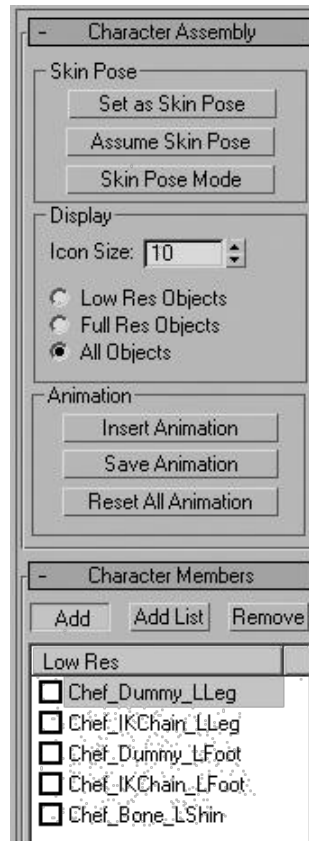 - Character Assembly
Skin Pose
Set as Skin Pose
Assume Skin Pose
Skin Pose Mode
Display
Icon Size: 10
Low Res Objects
Full Res Objects
All Objects
Animation
Insert Animation
Save Animation
Reset All Animation
- Character Members
Add Add List Remove
Low Res
Chef_Dummy_LLeg
Chef_IKChain_LLeg
Chef_Dummy_LFoot
Chef_IKChain_LFoot
Chef_Bone_LShin